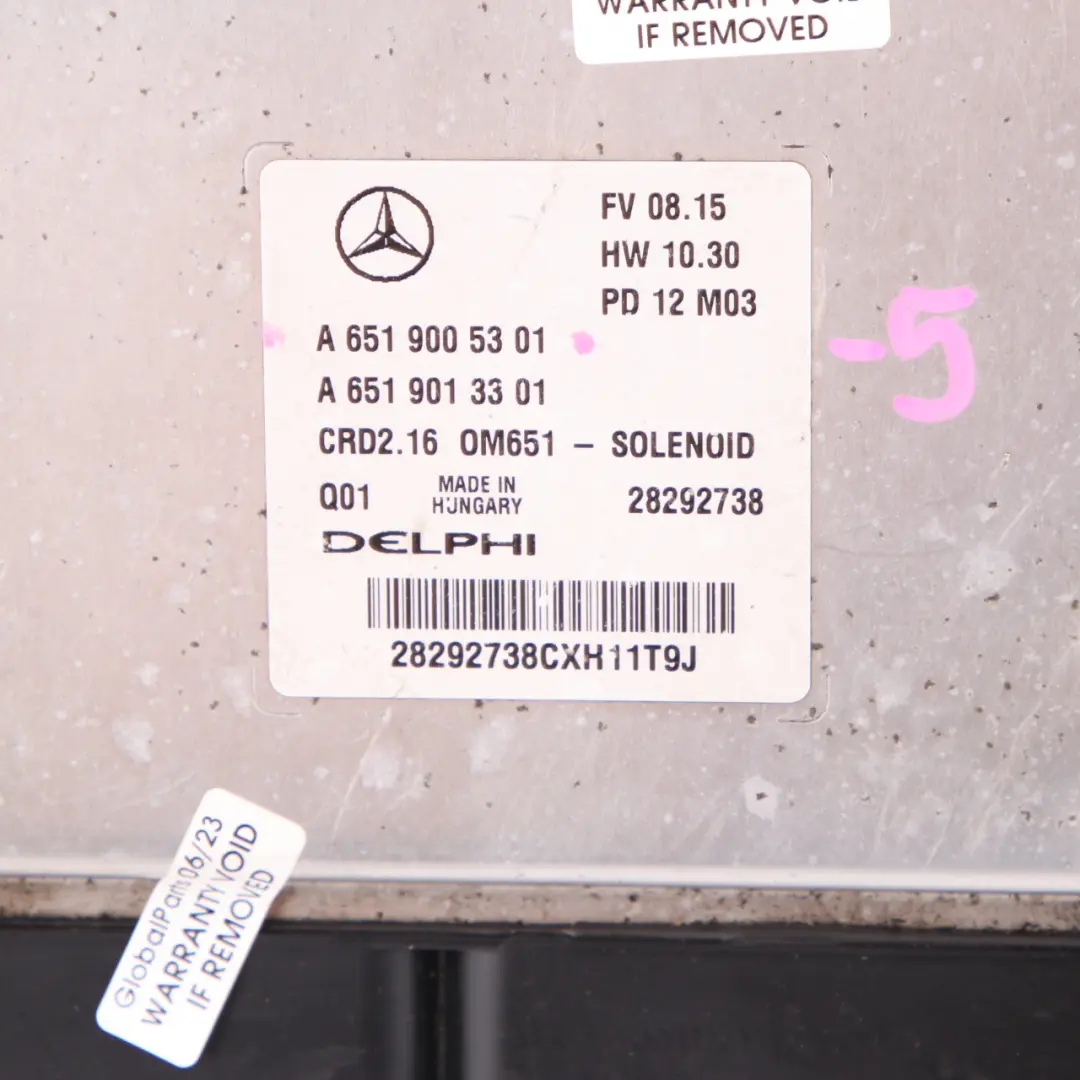 WARRANTY VOID
IF REMOVED
FV 08.15
HW 10.30
PD 12 M03
A 651 900 53 01
A 651 901 33 01
CRD2.16 OM651 – SOLENOID
Q01 MADE IN HUNGARY 28292738
DELPHI
28292738CXH11T9J
-5
GlobalParts 06/23
WARRANTY VOID
IF REMOVED